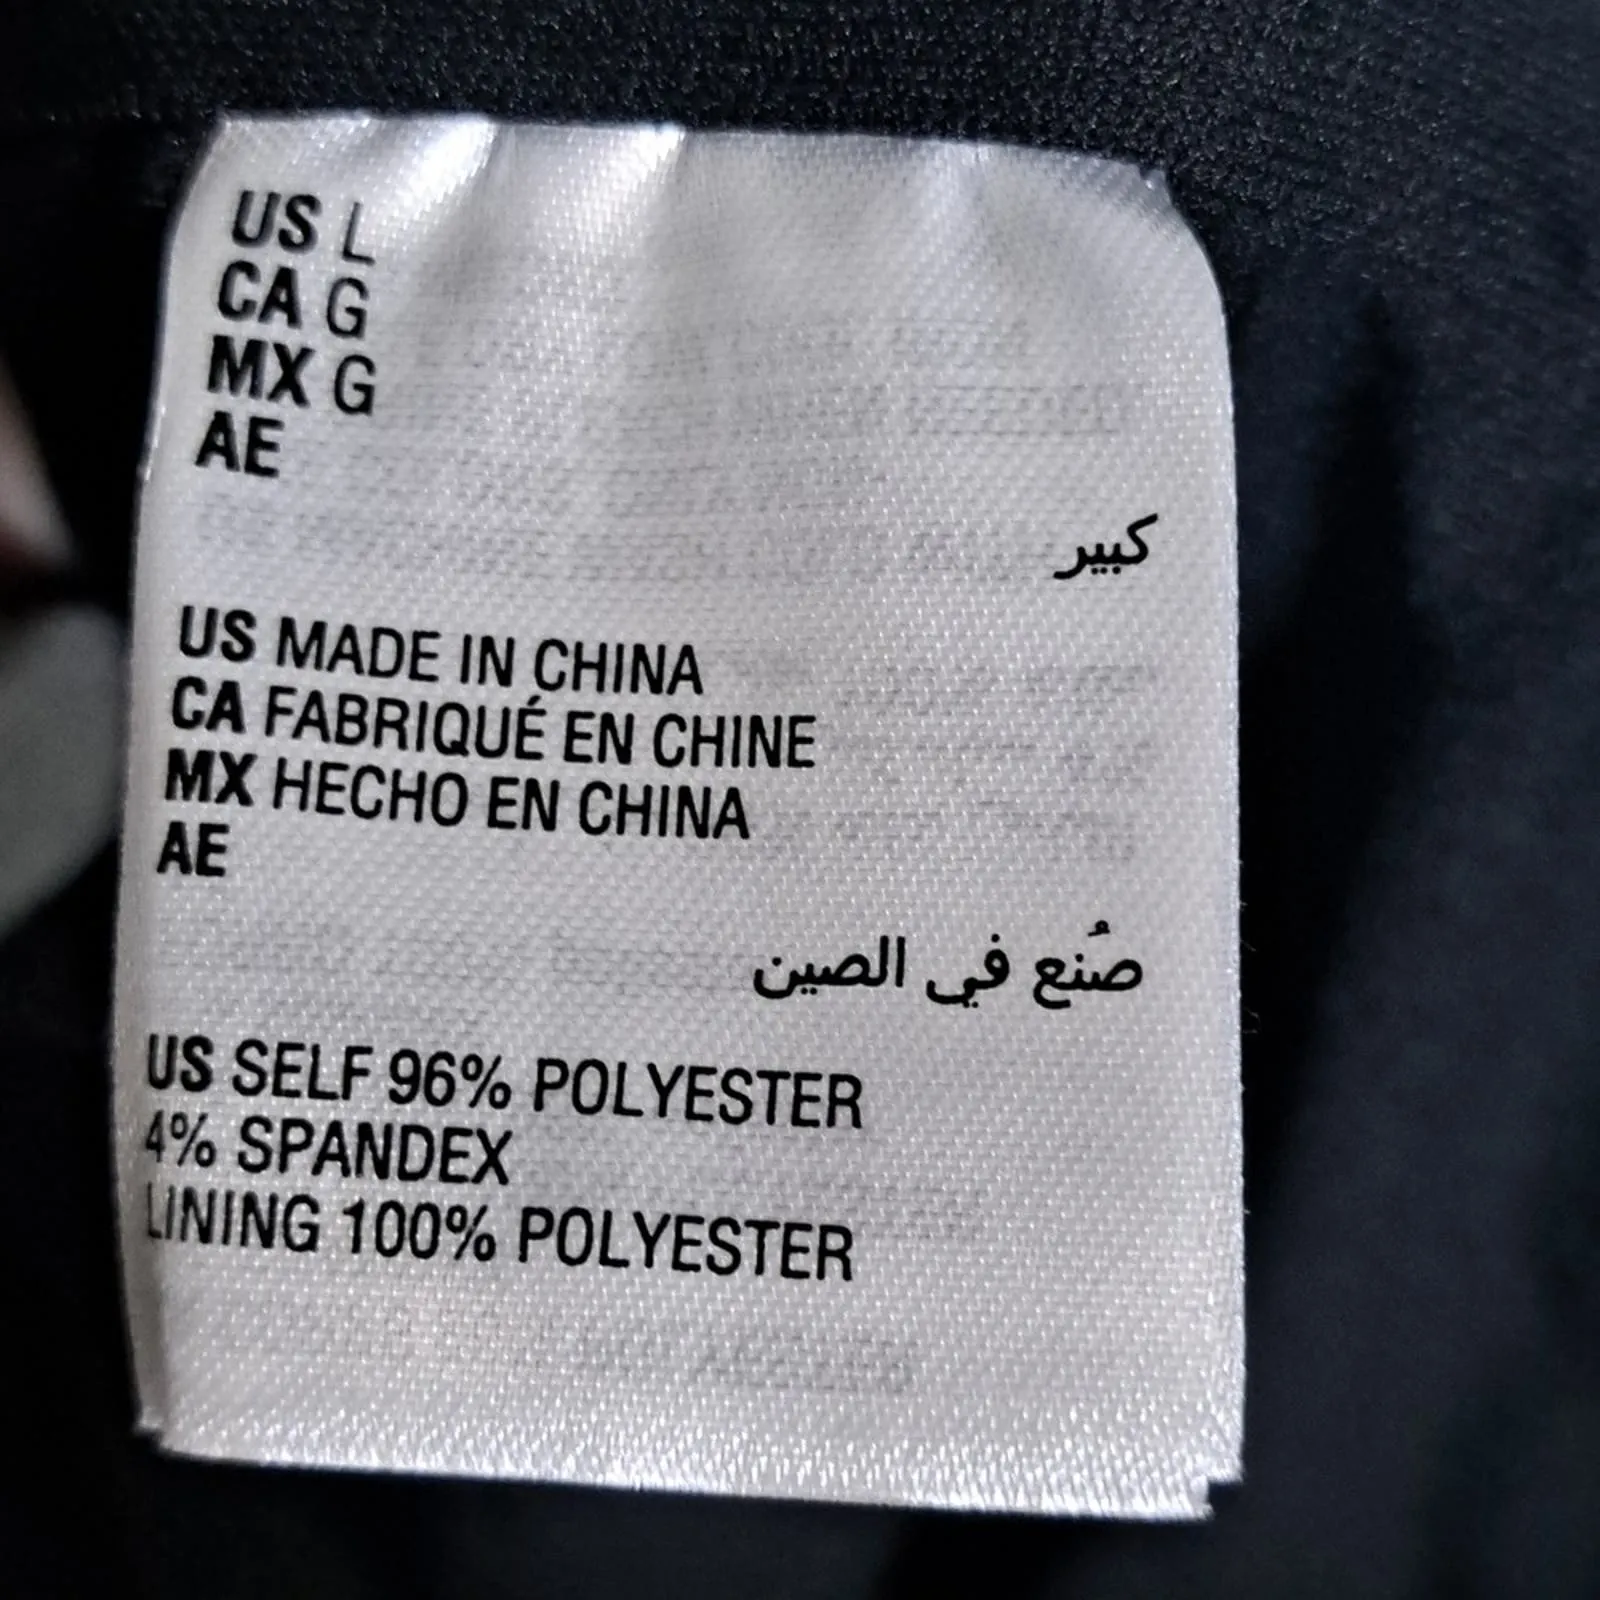 US L
CA G
MX G
AE
كبير
US MADE IN CHINA
CA FABRIQUÉ EN CHINE
MX HECHO EN CHINA
AE
صُنع في الصين
US SELF 96% POLYESTER
4% SPANDEX
LINING 100% POLYESTER